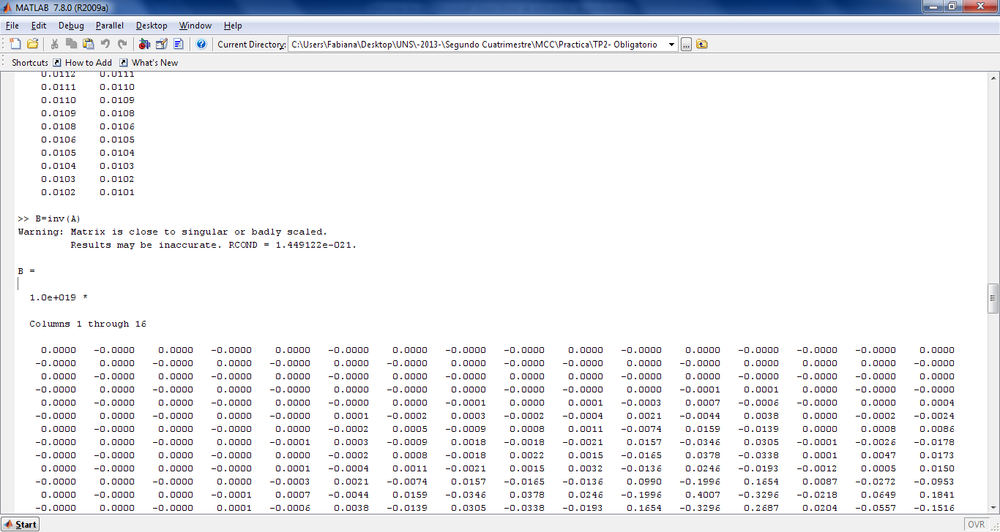 MATLAB 7.8.0 (R2009a)
File Edit Debug Parallel Desktop Window Help
Current Directory: C:\Users\Fabiana\Desktop\UNS\-2013-\Segundo Cuatrimestre\MCC\Practica\TP2- Obligatorio ...
Shortcuts How to Add What's New
0.0112 0.0111
0.0111 0.0110
0.0110 0.0109
0.0109 0.0108
0.0108 0.0106
0.0106 0.0105
0.0105 0.0104
0.0104 0.0103
0.0103 0.0102
0.0102 0.0101
>> B=inv(A)
Warning: Matrix is close to singular or badly scaled.
Results may be inaccurate. RCOND = 1.449122e-021.
B =
1.0e+019 *
Columns 1 through 16
0.0000 -0.0000 0.0000 -0.0000 0.0000 -0.0000 0.0000 -0.0000 -0.0000 0.0000 -0.0000 0.0000 -0.0000 -0.0000 -0.0000 0.0000
-0.0000 0.0000 -0.0000 0.0000 -0.0000 0.0000 -0.0000 0.0000 -0.0000 -0.0000 0.0000 -0.0000 0.0000 -0.0000 0.0000 -0.0000
0.0000 -0.0000 0.0000 -0.0000 0.0000 -0.0000 0.0000 -0.0000 0.0000 0.0000 -0.0000 0.0000 -0.0000 -0.0000 -0.0000 0.0000
-0.0000 0.0000 -0.0000 0.0000 -0.0000 0.0000 -0.0000 0.0000 -0.0000 -0.0000 0.0000 -0.0001 0.0001 -0.0000 0.0000 -0.0000
0.0000 -0.0000 0.0000 -0.0000 0.0000 -0.0000 0.0000 -0.0001 0.0000 0.0001 -0.0003 0.0007 -0.0006 -0.0000 0.0000 0.0004
-0.0000 0.0000 -0.0000 0.0000 -0.0000 0.0001 -0.0002 0.0003 -0.0002 -0.0004 0.0021 -0.0044 0.0038 -0.0000 -0.0002 -0.0024
0.0000 -0.0000 0.0000 -0.0000 0.0000 -0.0002 0.0005 -0.0009 0.0008 0.0011 -0.0074 0.0159 -0.0139 0.0000 0.0008 0.0086
-0.0000 0.0000 -0.0000 0.0000 -0.0001 0.0003 -0.0009 0.0018 -0.0018 -0.0021 0.0157 -0.0346 0.0305 -0.0001 -0.0026 -0.0178
-0.0000 0.0000 -0.0000 -0.0000 0.0000 -0.0002 0.0008 -0.0018 0.0022 0.0015 -0.0165 0.0378 -0.0338 0.0001 0.0047 0.0173
0.0000 -0.0000 0.0000 -0.0000 0.0001 -0.0004 0.0011 -0.0021 0.0015 0.0032 -0.0136 0.0246 -0.0193 -0.0012 0.0005 0.0150
-0.0000 0.0000 -0.0000 0.0000 -0.0003 0.0021 -0.0074 0.0157 -0.0165 -0.0136 0.0990 -0.1996 0.1654 0.0087 -0.0272 -0.0953
0.0000 -0.0000 0.0000 -0.0001 0.0007 -0.0044 0.0159 -0.0346 0.0378 0.0246 -0.1996 0.4007 -0.3296 -0.0218 0.0649 0.1841
-0.0000 0.0000 -0.0000 0.0001 -0.0006 0.0038 -0.0139 0.0305 -0.0338 -0.0193 0.1654 -0.3296 0.2687 0.0204 -0.0557 -0.1516
Start OVR